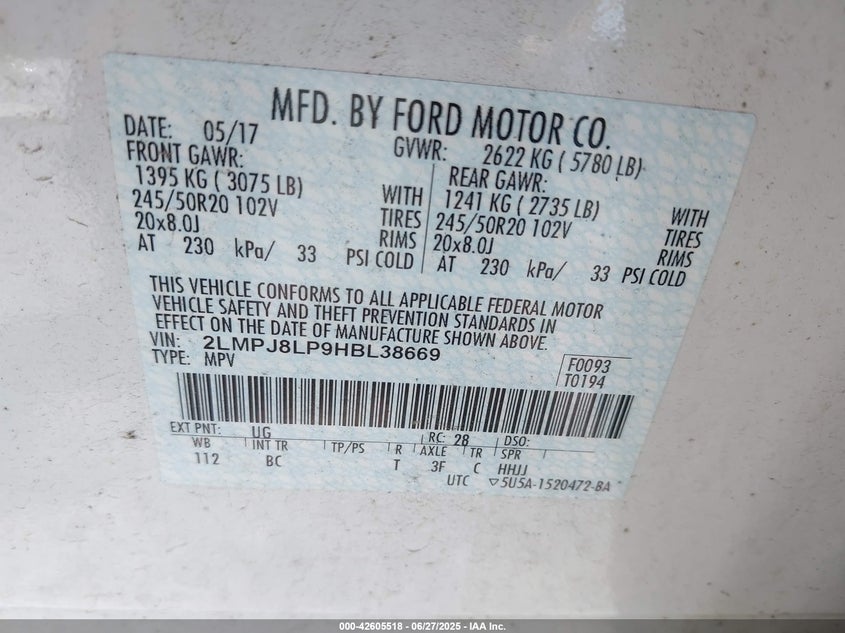 MFD. BY FORD MOTOR CO.
DATE: 05/17 GVWR: 2622 KG ( 5780 LB)
FRONT GAWR: REAR GAWR:
1395 KG ( 3075 LB) WITH 1241 KG ( 2735 LB) WITH
245/50R20 102V TIRES 245/50R20 102V TIRES
20x8.0J RIMS 20x8.0J RIMS
AT 230 kPa/ 33 PSI COLD AT 230 kPa/ 33 PSI COLD
THIS VEHICLE CONFORMS TO ALL APPLICABLE FEDERAL MOTOR
VEHICLE SAFETY AND THEFT PREVENTION STANDARDS IN
EFFECT ON THE DATE OF MANUFACTURE SHOWN ABOVE.
VIN: 2LMPJ8LP9HBL38669
TYPE: MPV F0093
T0194
EXT PNT: UG RC: 28 DSO:
WB INT TR TP/PS R AXLE TR SPR
112 BC T 3F C HHJJ
UTC ▽5U5A-1520472-BA
000-42605518 - 06/27/2025 - IAA Inc.